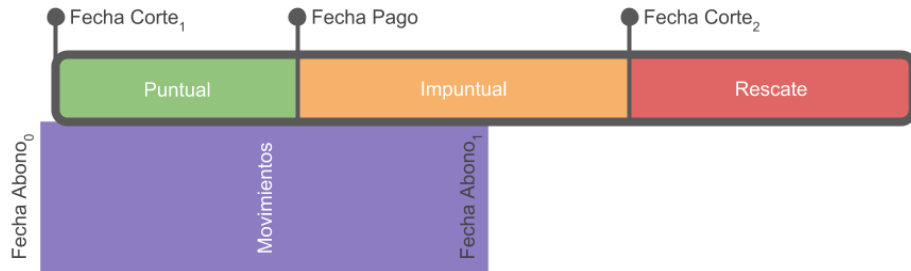 Fecha Corte₁
Fecha Pago
Fecha Corte₂
Puntual
Impuntual
Rescate
Fecha Abono₀
Movimientos
Fecha Abono₁